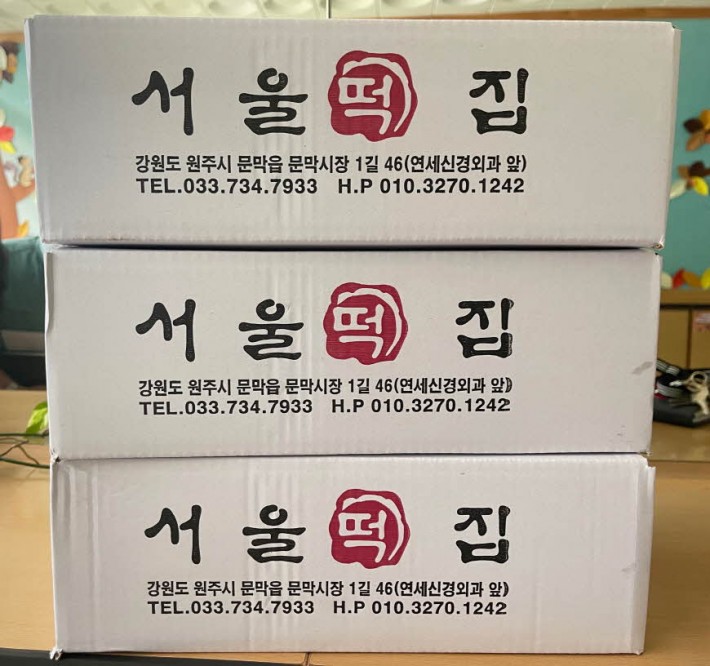 서울떡집
강원도 원주시 문막읍 문막시장 1길 46(연세신경외과 앞)
TEL.033.734.7933 H.P 010.3270.1242
서울떡집
강원도 원주시 문막읍 문막시장 1길 46(연세신경외과 앞)
TEL.033.734.7933 H.P 010.3270.1242
서울떡집
강원도 원주시 문막읍 문막시장 1길 46(연세신경외과 앞)
TEL.033.734.7933 H.P 010.3270.1242